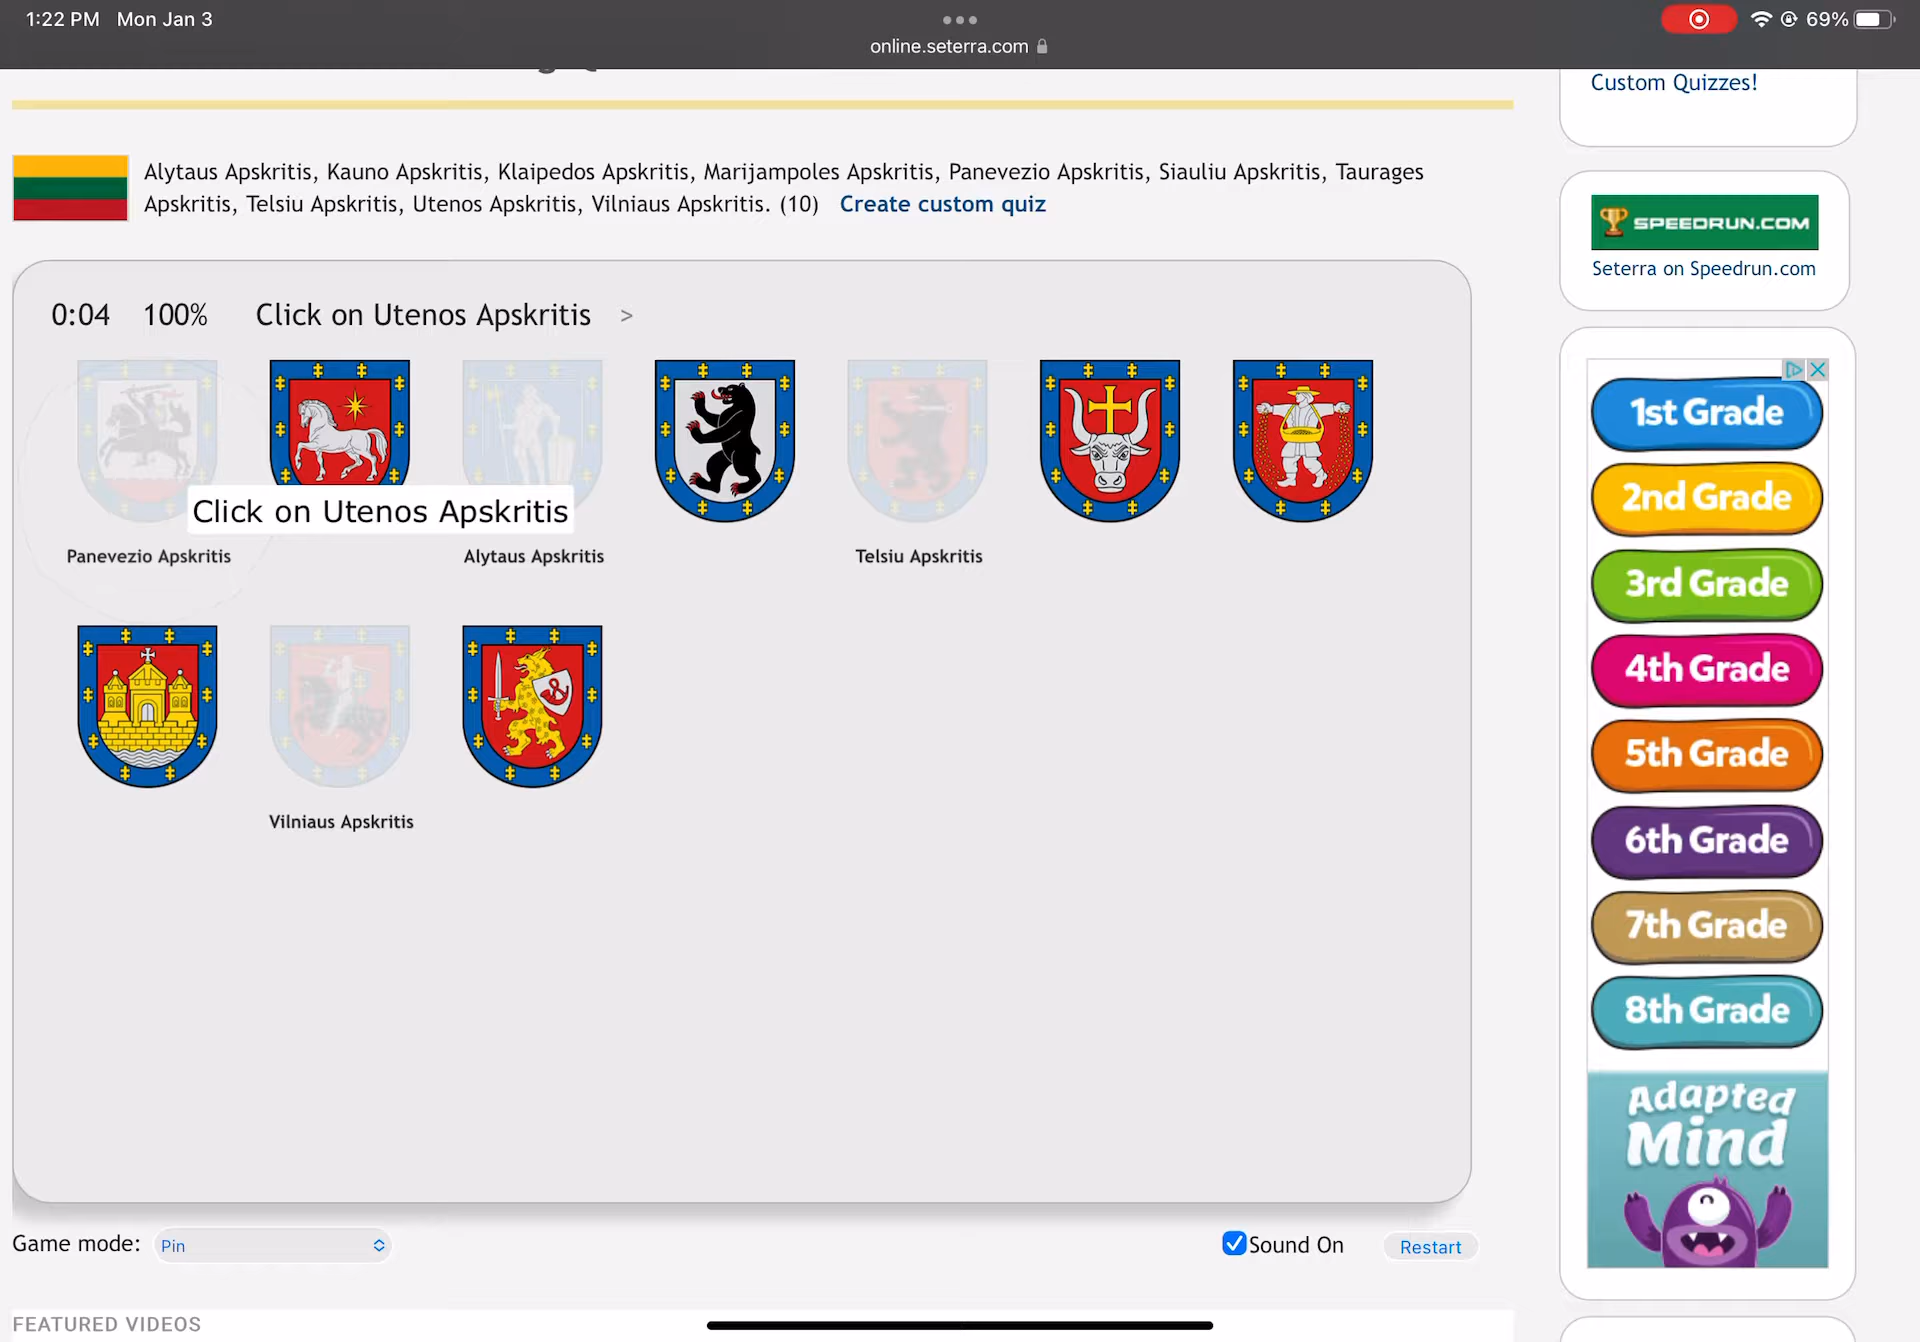 1:22 PM Mon Jan 3
69%
online.seterra.com
Custom Quizzes!
Alytaus Apskritis, Kauno Apskritis, Klaipedos Apskritis, Marijampoles Apskritis, Panevezio Apskritis, Siauliu Apskritis, Taurages
Apskritis, Telsiu Apskritis, Utenos Apskritis, Vilniaus Apskritis. (10) Create custom quiz
SPEEDRUN.COM
Seterra on Speedrun.com
0:04 100% Click on Utenos Apskritis >
Click on Utenos Apskritis
Panevezio Apskritis
Alytaus Apskritis
Telsiu Apskritis
Vilniaus Apskritis
1st Grade
2nd Grade
3rd Grade
4th Grade
5th Grade
6th Grade
7th Grade
8th Grade
Adapted
Mind
Game mode: Pin
Sound On
Restart
FEATURED VIDEOS